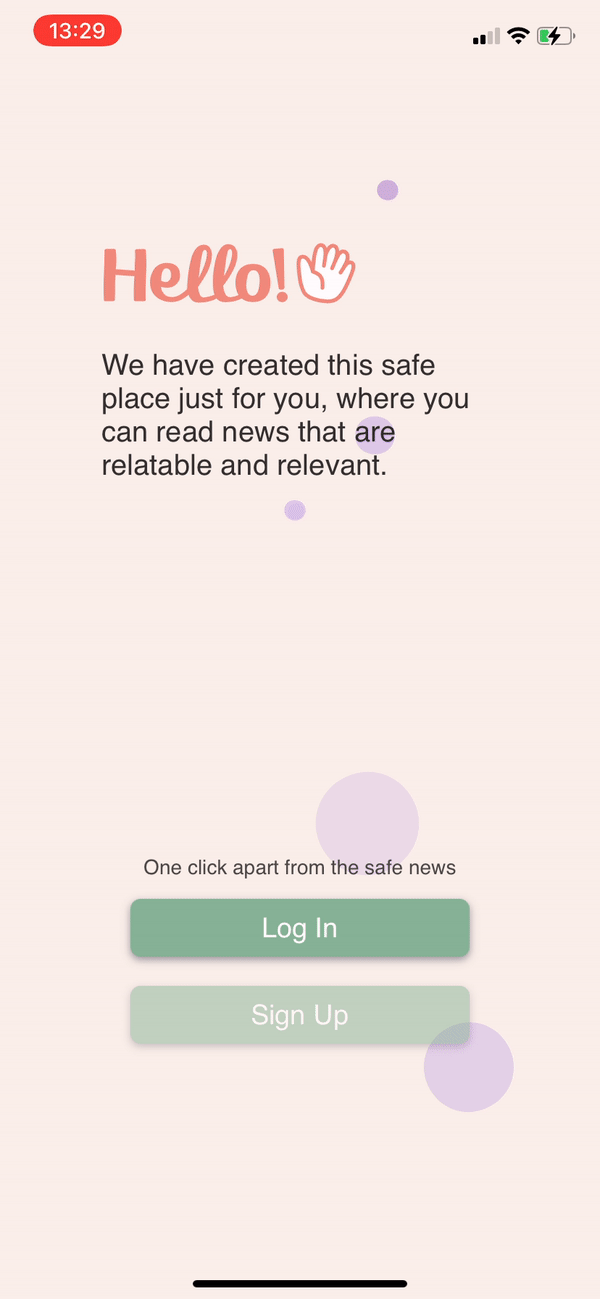 13:29
Hello!
We have created this safe
place just for you, where you
can read news that are
relatable and relevant.
One click apart from the safe news
Log In
Sign Up